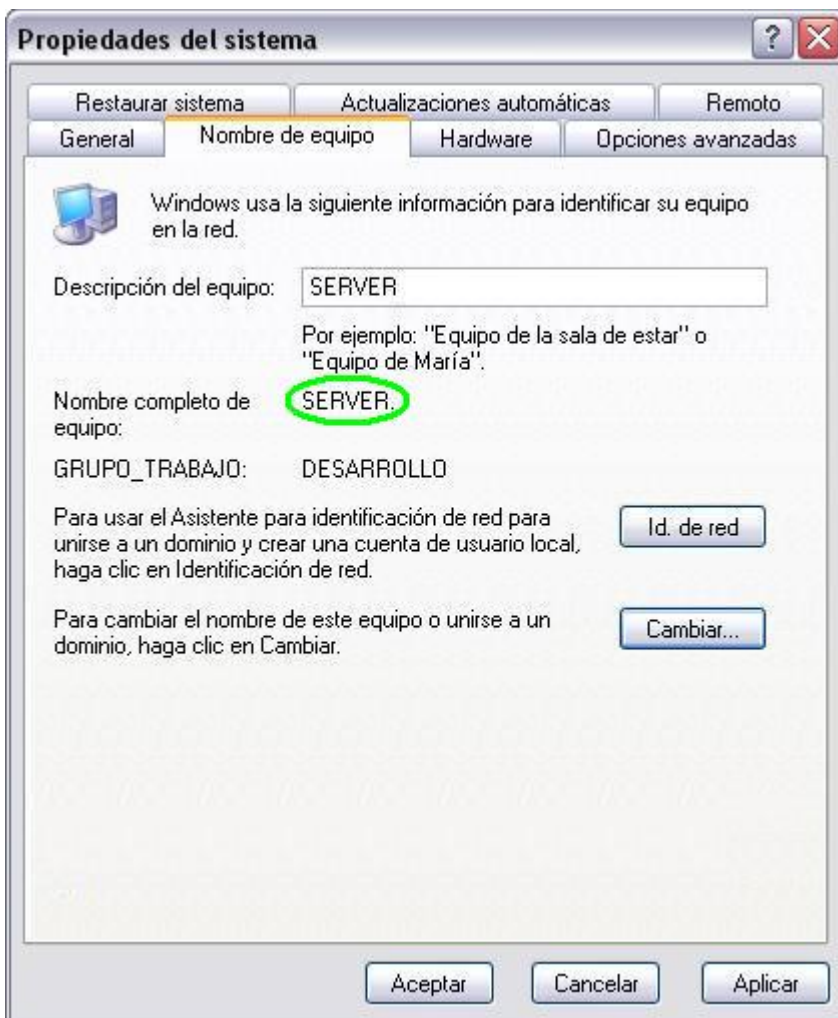 Propiedades del sistema
?
Restaurar sistema
Actualizaciones automáticas
Remoto
General
Nombre de equipo
Hardware
Opciones avanzadas
Windows usa la siguiente información para identificar su equipo
en la red.
Descripción del equipo:
SERVER
Por ejemplo: "Equipo de la sala de estar" o
"Equipo de María".
Nombre completo de
equipo:
SERVER.
GRUPO_TRABAJO:
DESARROLLO
Para usar el Asistente para identificación de red para
unirse a un dominio y crear una cuenta de usuario local,
haga clic en Identificación de red.
Id. de red
Para cambiar el nombre de este equipo o unirse a un
dominio, haga clic en Cambiar.
Cambiar...
Aceptar
Cancelar
Aplicar